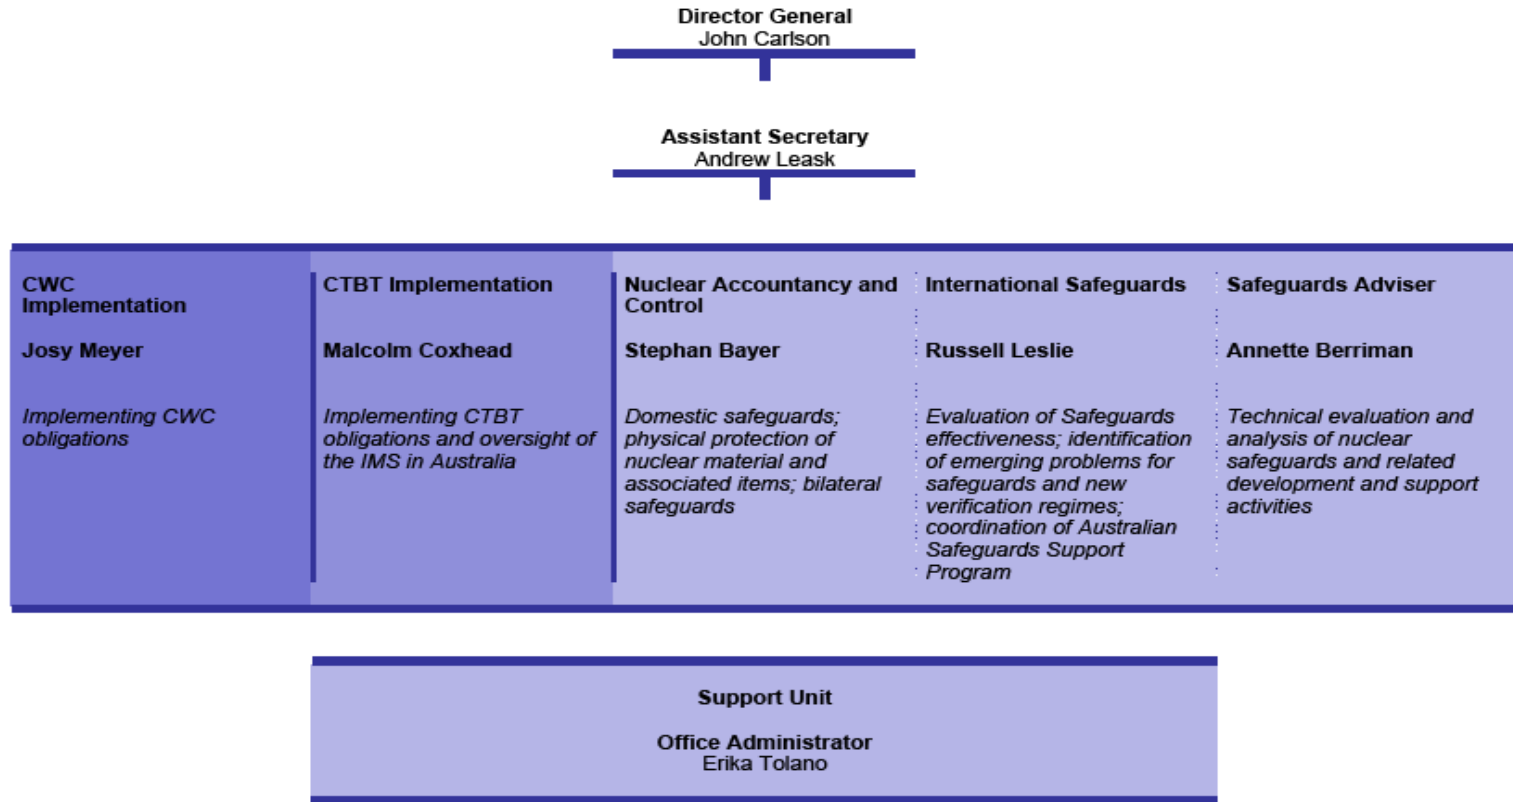 Director General
John Carlson
Assistant Secretary
Andrew Leask
CWC
Implementation
Josy Meyer
Implementing CWC
obligations
CTBT Implementation
Malcolm Coxhead
Implementing CTBT
obligations and oversight of
the IMS in Australia
Nuclear Accountancy and
Control
Stephan Bayer
Domestic safeguards;
physical protection of
nuclear material and
associated items; bilateral
safeguards
International Safeguards
Russell Leslie
Evaluation of Safeguards
effectiveness; identification
of emerging problems for
safeguards and new
verification regimes;
coordination of Australian
Safeguards Support
Program
Safeguards Adviser
Annette Berriman
Technical evaluation and
analysis of nuclear
safeguards and related
development and support
activities
Support Unit
Office Administrator
Erika Tolano